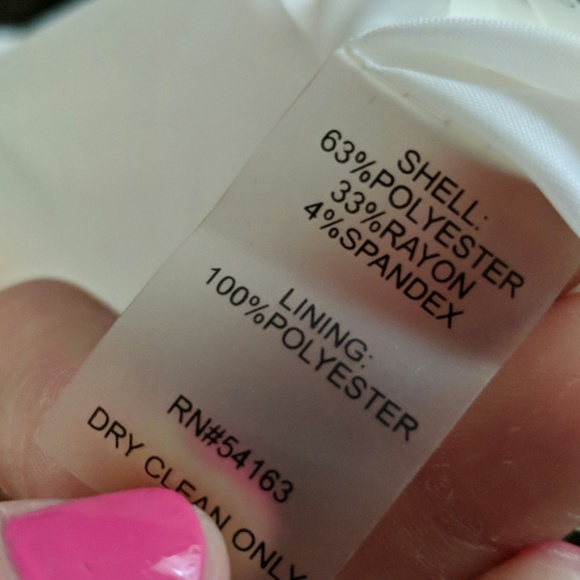 SHELL:
63%POLYESTER
33%RAYON
4%SPANDEX
LINING:
100%POLYESTER
RN#54163
DRY CLEAN ONLY